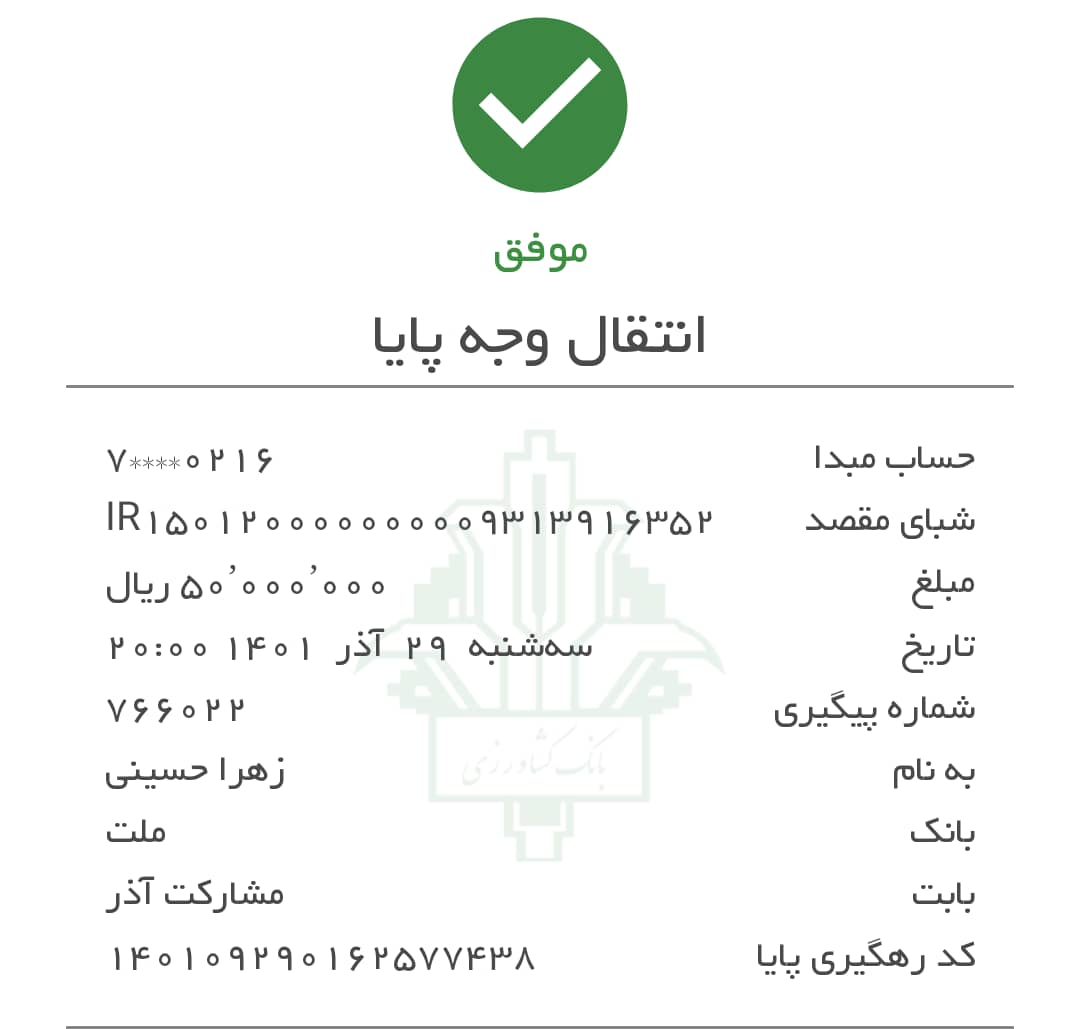 موفق
انتقال وجه پایا
حساب مبدا ۷****۰۲۱۶
شبای مقصد IR۱۵۰۱۲۰۰۰۰۰۰۰۰۰۹۳۱۳۹۱۶۳۵۲
مبلغ ۵۰٬۰۰۰٬۰۰۰ ریال
تاریخ سه‌شنبه ۲۹ آذر ۱۴۰۱ ۲۰:۰۰
شماره پیگیری ۷۶۶۰۲۲
به نام زهرا حسینی
بانک کشاورزی
بانک ملت
بابت مشارکت آذر
کد رهگیری پایا ۱۴۰۱۰۹۲۹۰۱۶۲۵۷۷۴۳۸